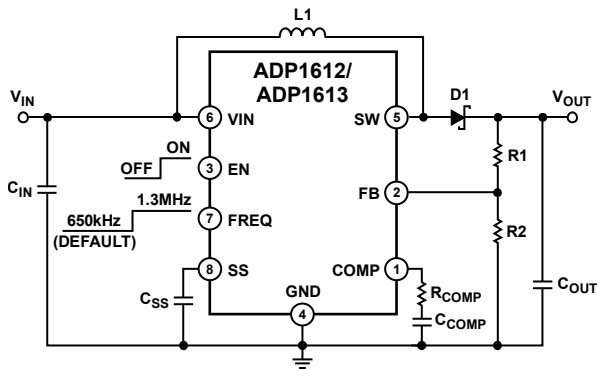 L1
ADP1612/
ADP1613
VIN
6
VIN
SW
5
D1
VOUT
ON
OFF
3
EN
R1
CIN
1.3MHz
650kHz
(DEFAULT)
7
FREQ
FB
2
R2
8
SS
COMP
1
CSS
GND
4
RCOMP
CCOMP
COUT